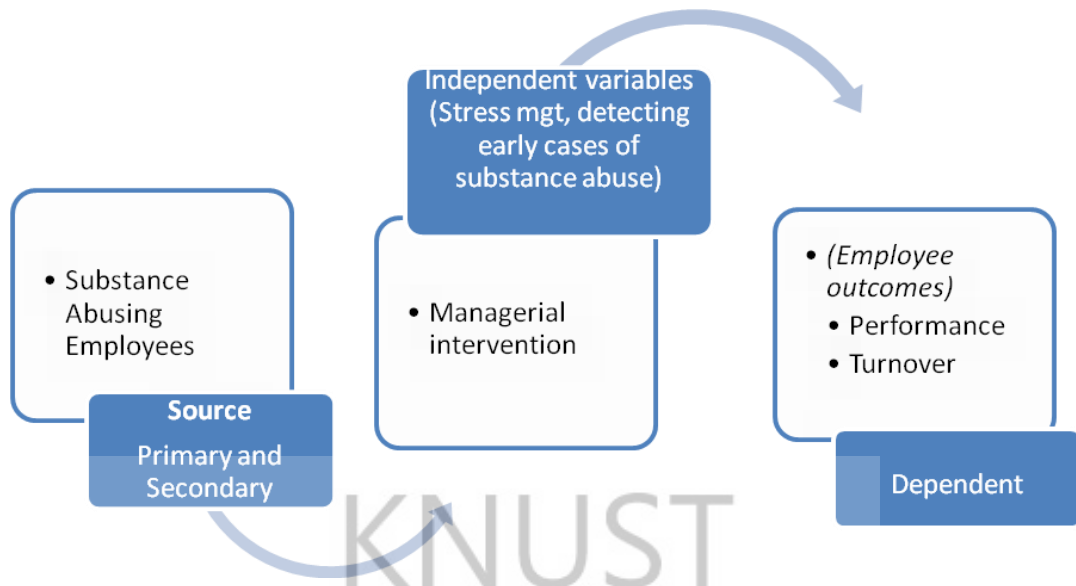 • Substance
Abusing
Employees
Source
Primary and
Secondary
Independent variables
(Stress mgt, detecting
early cases of
substance abuse)
• Managerial
intervention
• (Employee
outcomes)
• Performance
• Turnover
Dependent
KNUST